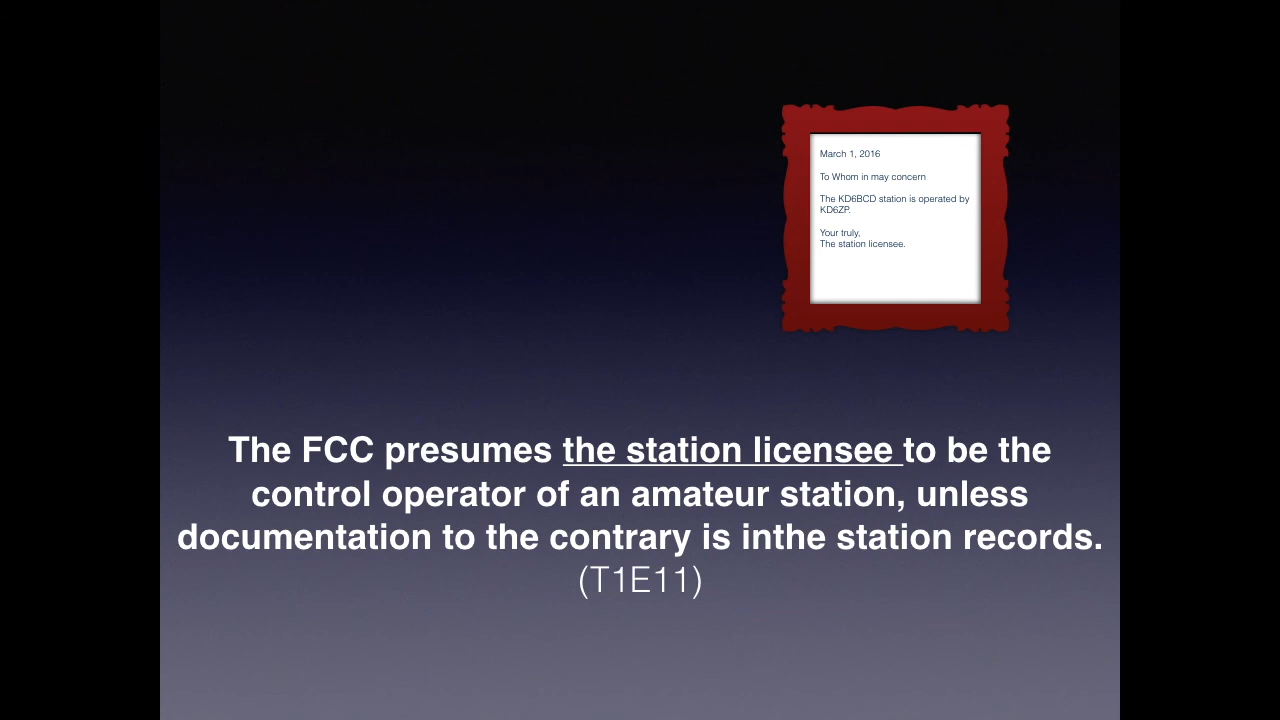 March 1, 2016
To Whom in may concern
The KD6BCD station is operated by
KD6ZP.
Your truly,
The station licensee.
The FCC presumes the station licensee to be the
control operator of an amateur station, unless
documentation to the contrary is inthe station records.
(T1E11)